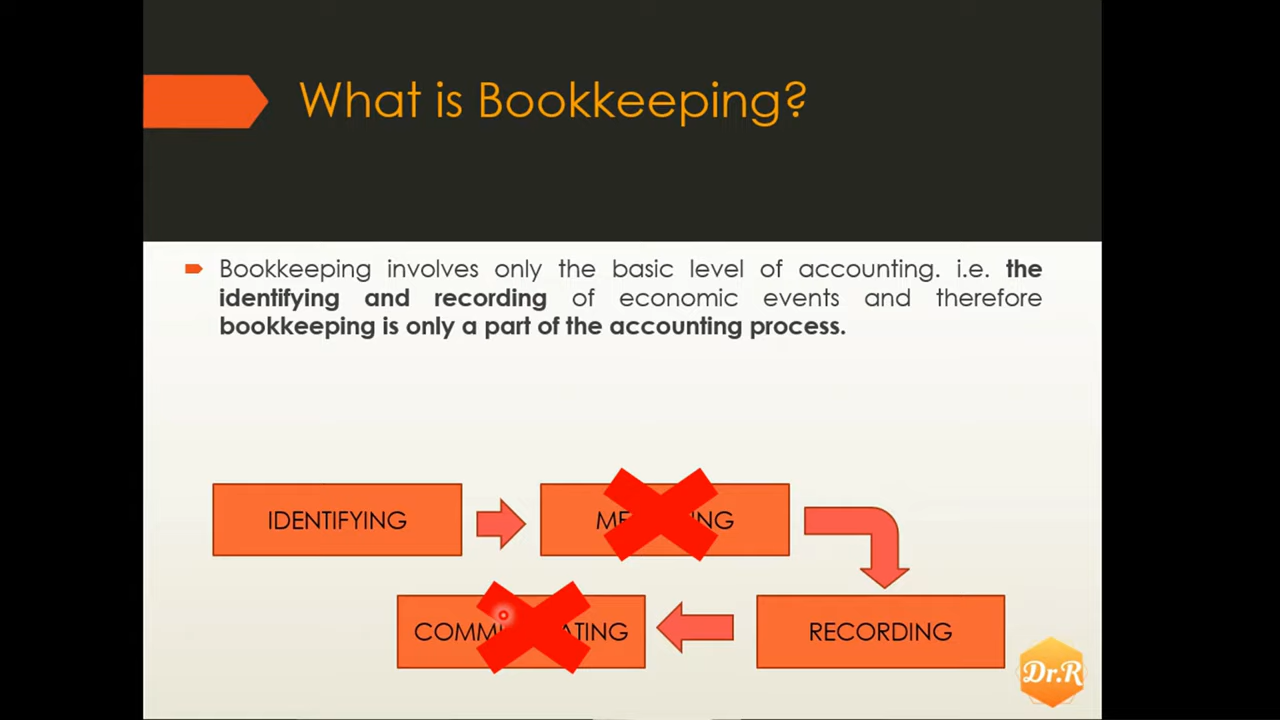 What is Bookkeeping?
Bookkeeping involves only the basic level of accounting. i.e. the
identifying and recording of economic events and therefore
bookkeeping is only a part of the accounting process.
IDENTIFYING
RECORDING
Dr.R